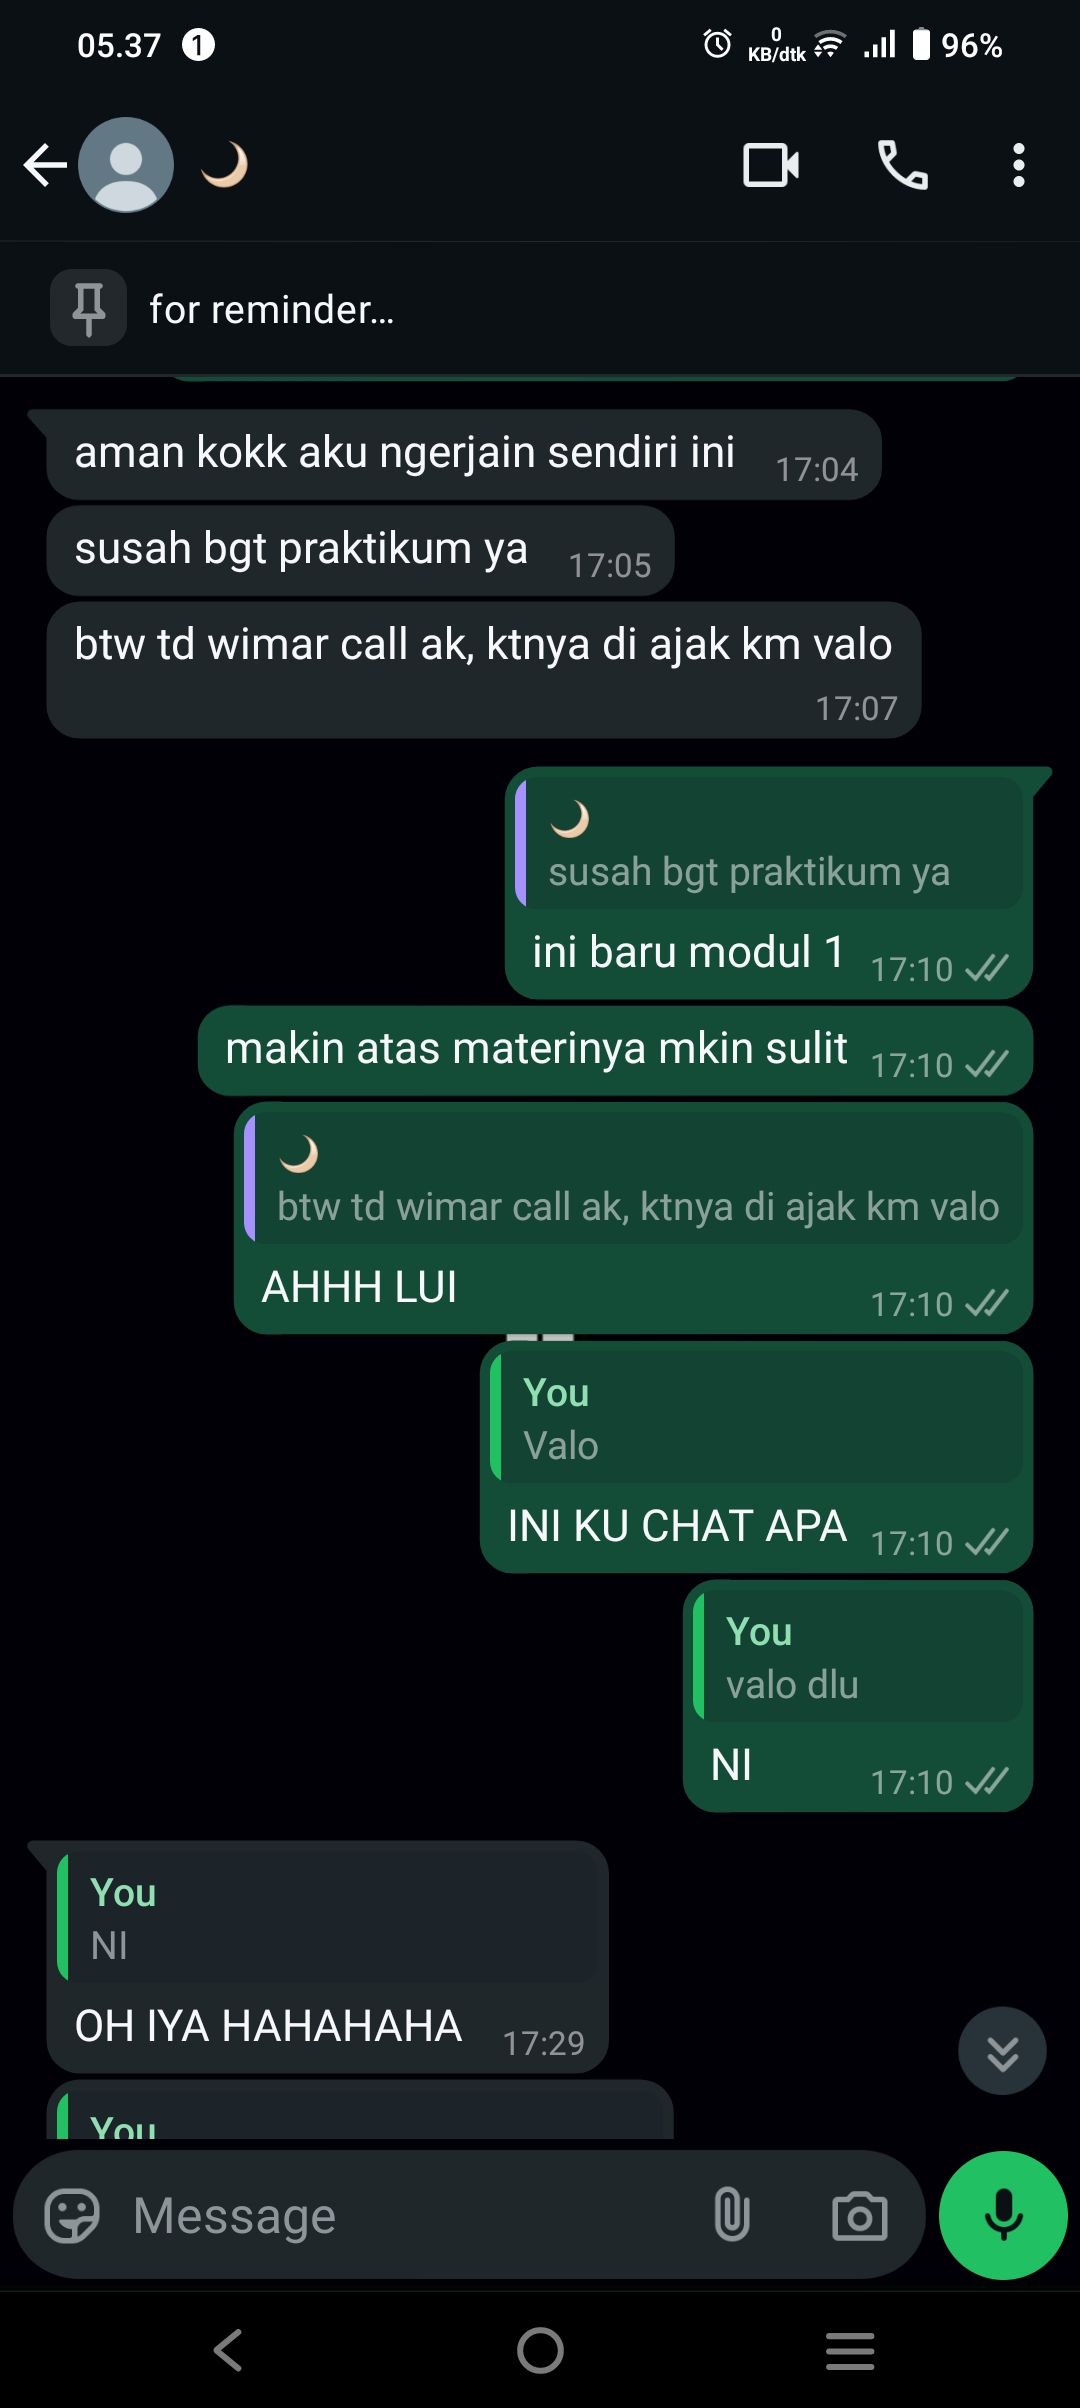 05.37 1 0 KB/dtk 96%
🌙
for reminder...
aman kokk aku ngerjain sendiri ini 17:04
susah bgt praktikum ya 17:05
btw td wimar call ak, ktnya di ajak km valo
17:07
🌙
susah bgt praktikum ya
ini baru modul 1 17:10
makin atas materinya mkin sulit 17:10
🌙
btw td wimar call ak, ktnya di ajak km valo
AHHH LUI 17:10
You
Valo
INI KU CHAT APA 17:10
You
valo dlu
NI 17:10
You
NI
OH IYA HAHAHAHA 17:29
You
Message